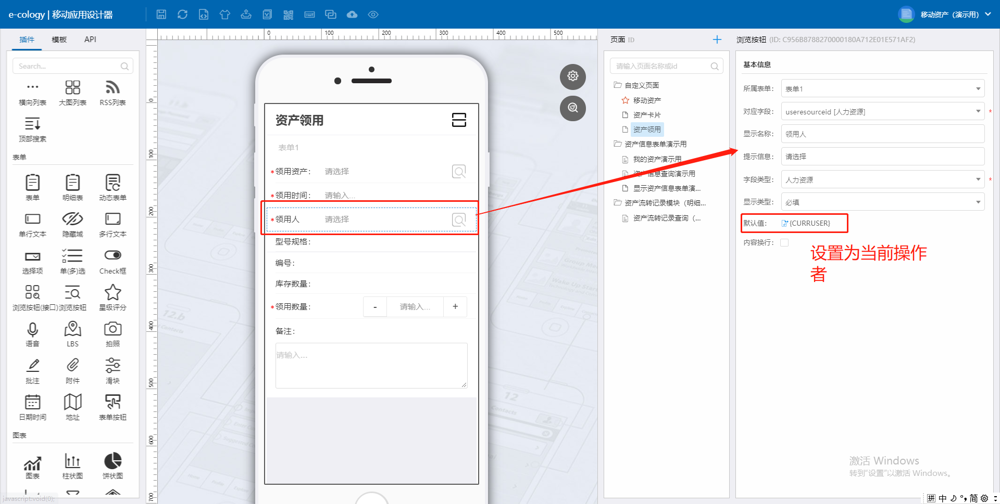 e-cology | 移动应用设计器
移动资产（演示用）
插件 模板 API
Search...
横向列表 大图列表 RSS列表
顶部搜索
表单
表单 明细表 动态表单
单行文本 隐藏域 多行文本
选择项 单(多)选 Check框
浏览按钮(接口) 浏览按钮 星级评分
语音 LBS 拍照
批注 附件 滑块
日期时间 地址 表单按钮
图表
图表 柱状图 饼状图
javascript:void(0);
0 100 200 300 400 500
0
100
200
300
400
500
600
700
资产领用
表单1
*领用资产： 请选择
*领用时间： 请输入...
*领用人 请选择
型号规格：
编号：
库存数量：
*领用数量： - 请输入... +
备注：
请输入...
页面 ID
请输入页面名称或id
自定义页面
移动资产
资产卡片
资产领用
资产信息表单演示用
我的资产演示用
资产信息查询演示用
显示资产信息表单演...
资产流转记录模块（明细...
资产流转记录查询（...
浏览按钮 (ID: C956B8788270000180A712E01E571AF2)
基本信息
所属表单： 表单1
对应字段： useresourceid [人力资源] *
显示名称： 领用人
提示信息： 请选择
字段类型： 人力资源 *
显示类型： 必填
默认值： {CURRUSER}
内容换行：
设置为当前操作
者
激活 Windows
转到“设置”以激活 Windows。
拼 中 简